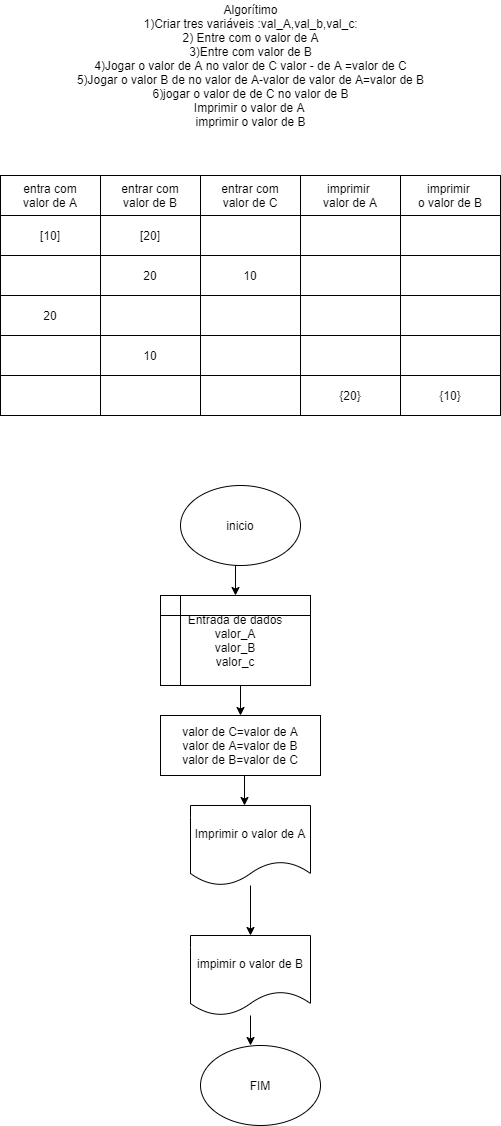 Algorítimo
1)Criar tres variáveis :val_A,val_b,val_c:
2) Entre com o valor de A
3)Entre com valor de B
4)Jogar o valor de A no valor de C valor - de A =valor de C
5)Jogar o valor B de no valor de A-valor de valor de A=valor de B
6)jogar o valor de de C no valor de B
Imprimir o valor de A
imprimir o valor de B
entra com valor de A
entrar com valor de B
entrar com valor de C
imprimir valor de A
imprimir o valor de B
[10] [20]
20 10
20
10
{20} {10}
inicio
Entrada de dados
valor_A
valor_B
valor_c
valor de C=valor de A
valor de A=valor de B
valor de B=valor de C
Imprimir o valor de A
impimir o valor de B
FIM